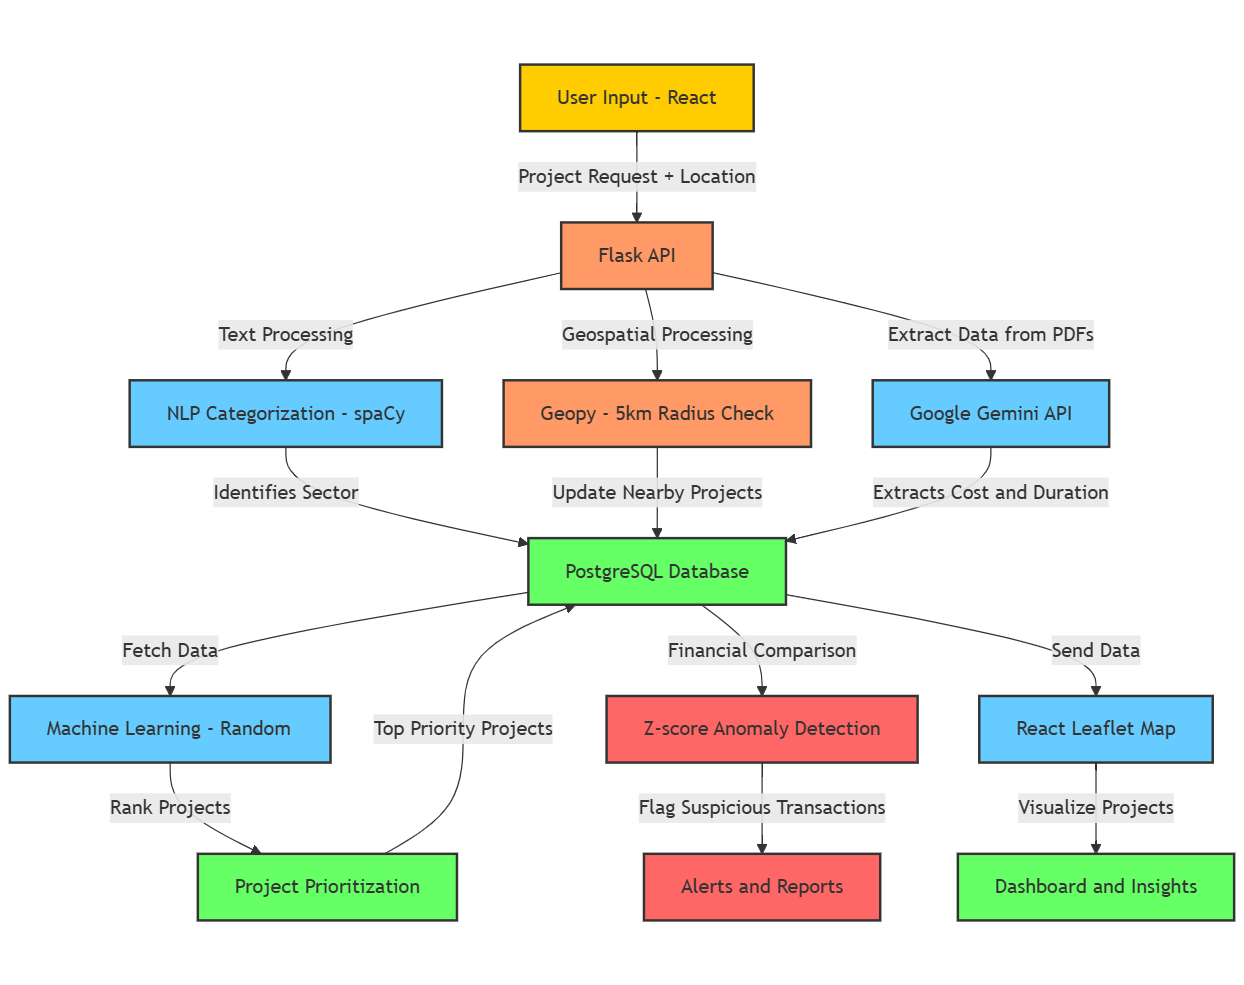 User Input - React
Project Request + Location
Flask API
Text Processing
Geospatial Processing
Extract Data from PDFs
NLP Categorization - spaCy
Geopy - 5km Radius Check
Google Gemini API
Identifies Sector
Update Nearby Projects
Extracts Cost and Duration
PostgreSQL Database
Fetch Data
Financial Comparison
Send Data
Machine Learning - Random
Top Priority Projects
Z-score Anomaly Detection
React Leaflet Map
Rank Projects
Flag Suspicious Transactions
Visualize Projects
Project Prioritization
Alerts and Reports
Dashboard and Insights